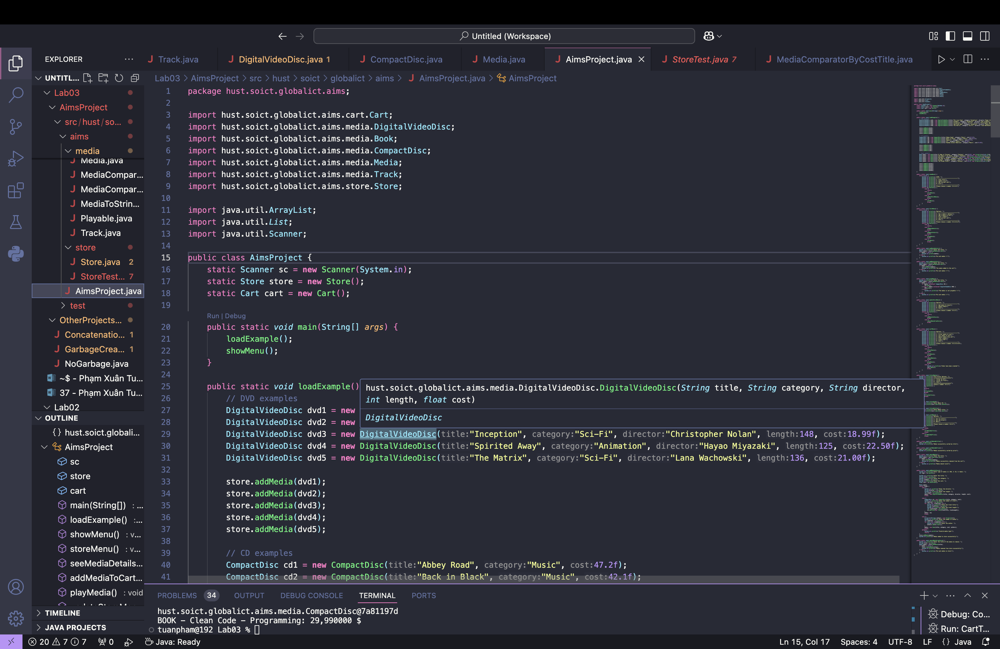 Untitled (Workspace)
EXPLORER
Track.java
DigitalVideoDisc.java 1
CompactDisc.java
Media.java
AimsProject.java
StoreTest.java 7
MediaComparatorByCostTitle.java
UNTITL...
Lab03
AimsProject
src/hust/so...
aims
media
Media.java
MediaCompar...
MediaCompar...
MediaToStrin...
Playable.java
Track.java
store
Store.java 2
StoreTest... 7
AimsProject.java
test
OtherProjects...
Concatenatio... 1
GarbageCrea... 1
NoGarbage.java
~$ - Phạm Xuân Tu...
37 - Phạm Xuân Tu...
Lab02
OUTLINE
{} hust.soict.globali...
AimsProject
sc
store
cart
main(String[]) : ...
loadExample() :...
showMenu() : v...
storeMenu() : v...
seeMediaDetails...
addMediaToCart...
playMedia() : void
TIMELINE
JAVA PROJECTS
Lab03 > AimsProject > src > hust > soict > globalict > aims > AimsProject.java > AimsProject
1 package hust.soict.globalict.aims;
2
3 import hust.soict.globalict.aims.cart.Cart;
4 import hust.soict.globalict.aims.media.DigitalVideoDisc;
5 import hust.soict.globalict.aims.media.Book;
6 import hust.soict.globalict.aims.media.CompactDisc;
7 import hust.soict.globalict.aims.media.Media;
8 import hust.soict.globalict.aims.media.Track;
9 import hust.soict.globalict.aims.store.Store;
10
11 import java.util.ArrayList;
12 import java.util.List;
13 import java.util.Scanner;
14
15 public class AimsProject {
16 static Scanner sc = new Scanner(System.in);
17 static Store store = new Store();
18 static Cart cart = new Cart();
19
Run | Debug
20 public static void main(String[] args) {
21 loadExample();
22 showMenu();
23 }
24
25 public static void loadExample()
26 // DVD examples
27 DigitalVideoDisc dvd1 = new
28 DigitalVideoDisc dvd2 = new
hust.soict.globalict.aims.media.DigitalVideoDisc.DigitalVideoDisc(String title, String category, String director,
int length, float cost)
DigitalVideoDisc
29 DigitalVideoDisc dvd3 = new DigitalVideoDisc(title:"Inception", category:"Sci-Fi", director:"Christopher Nolan", length:148, cost:18.99f);
30 DigitalVideoDisc dvd4 = new DigitalVideoDisc(title:"Spirited Away", category:"Animation", director:"Hayao Miyazaki", length:125, cost:22.50f);
31 DigitalVideoDisc dvd5 = new DigitalVideoDisc(title:"The Matrix", category:"Sci-Fi", director:"Lana Wachowski", length:136, cost:21.00f);
32
33 store.addMedia(dvd1);
34 store.addMedia(dvd2);
35 store.addMedia(dvd3);
36 store.addMedia(dvd4);
37 store.addMedia(dvd5);
38
39 // CD examples
40 CompactDisc cd1 = new CompactDisc(title:"Abbey Road", category:"Music", cost:47.2f);
41 CompactDisc cd2 = new CompactDisc(title:"Back in Black", category:"Music", cost:42.1f);
PROBLEMS 34 OUTPUT DEBUG CONSOLE TERMINAL PORTS
hust.soict.globalict.aims.media.CompactDisc@7a81197d
BOOK - Clean Code - Programming: 29,990000 $
tuanpham@192 Lab03 %
Debug: Co...
Run: CartT...
20 7 7 0 Java: Ready
Ln 15, Col 17 Spaces: 4 UTF-8 LF {} Java